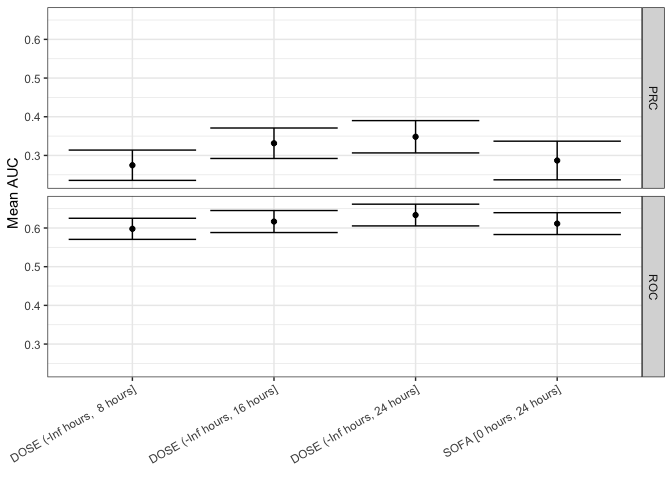 Mean AUC
0.6
0.5
0.4
0.3
PRC
0.6
0.5
0.4
0.3
ROC
DOSE (-Inf hours,  8 hours]
DOSE (-Inf hours, 16 hours]
DOSE (-Inf hours, 24 hours]
SOFA [0 hours, 24 hours]